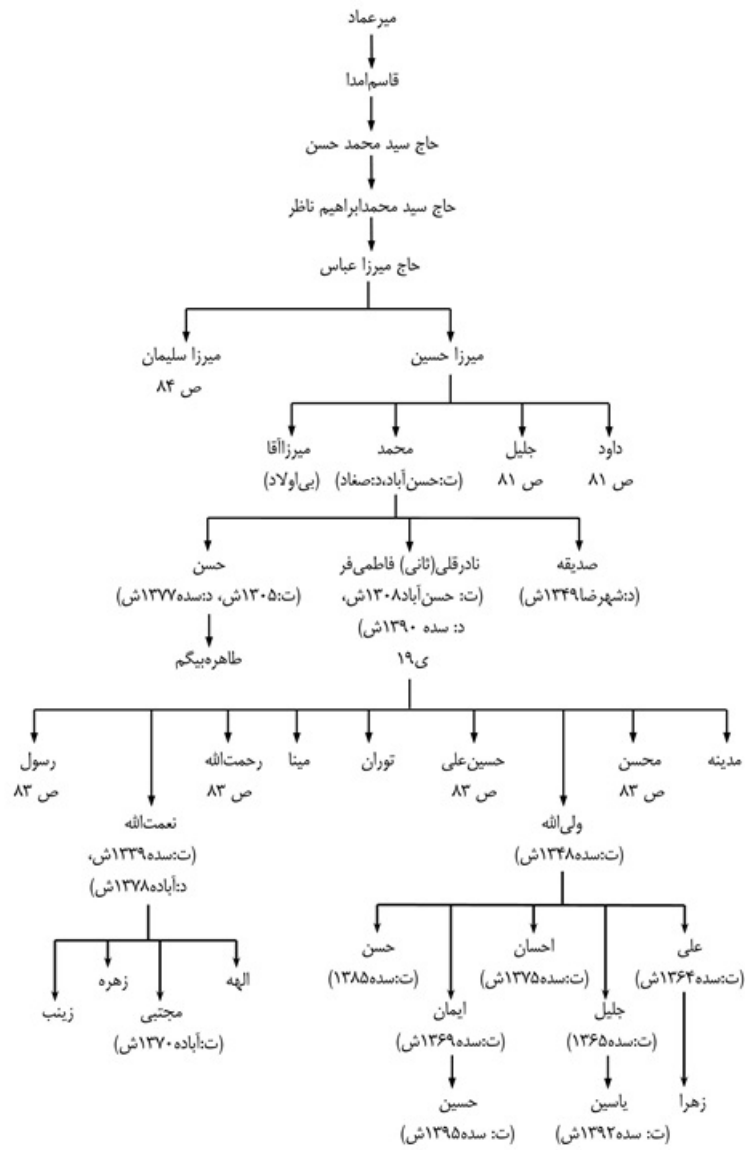 میرعماد
قاسم‌امدا
حاج سید محمد حسن
حاج سید محمدابراهیم ناظر
حاج میرزا عباس
میرزا حسین
میرزا سلیمان
ص ۸۴
داود
ص ۸۱
جلیل
ص ۸۱
محمد
(ت:حسن‌آباد،د:صغاد)
میرزاآقا
(بی‌اولاد)
صدیقه
(د:شهرضا۱۳۴۹ش)
نادرقلی(ثانی) فاطمی‌فر
(ت: حسن‌آباد۱۳۰۸ش،
د: سده ۱۳۹۰ش)
ی۱۹
حسن
(ت:۱۳۰۵ش، د:سده۱۳۷۷ش)
طاهره‌بیگم
مدینه
محسن
ص ۸۳
ولی‌الله
(ت:سده۱۳۴۸ش)
حسین‌علی
ص ۸۳
توران
مینا
رحمت‌الله
ص ۸۳
نعمت‌الله
(ت:سده۱۳۳۹ش،
د:آباده۱۳۷۸ش)
رسول
ص ۸۳
علی
(ت:سده۱۳۶۴ش)
زهرا
جلیل
(ت:سده۱۳۶۵)
یاسین
(ت: سده۱۳۹۲ش)
احسان
(ت:سده۱۳۷۵ش)
ایمان
(ت:سده۱۳۶۹ش)
حسین
(ت: سده۱۳۹۵ش)
حسن
(ت:سده۱۳۸۵)
الهه
مجتبی
(ت:آباده۱۳۷۰ش)
زهره
زینب